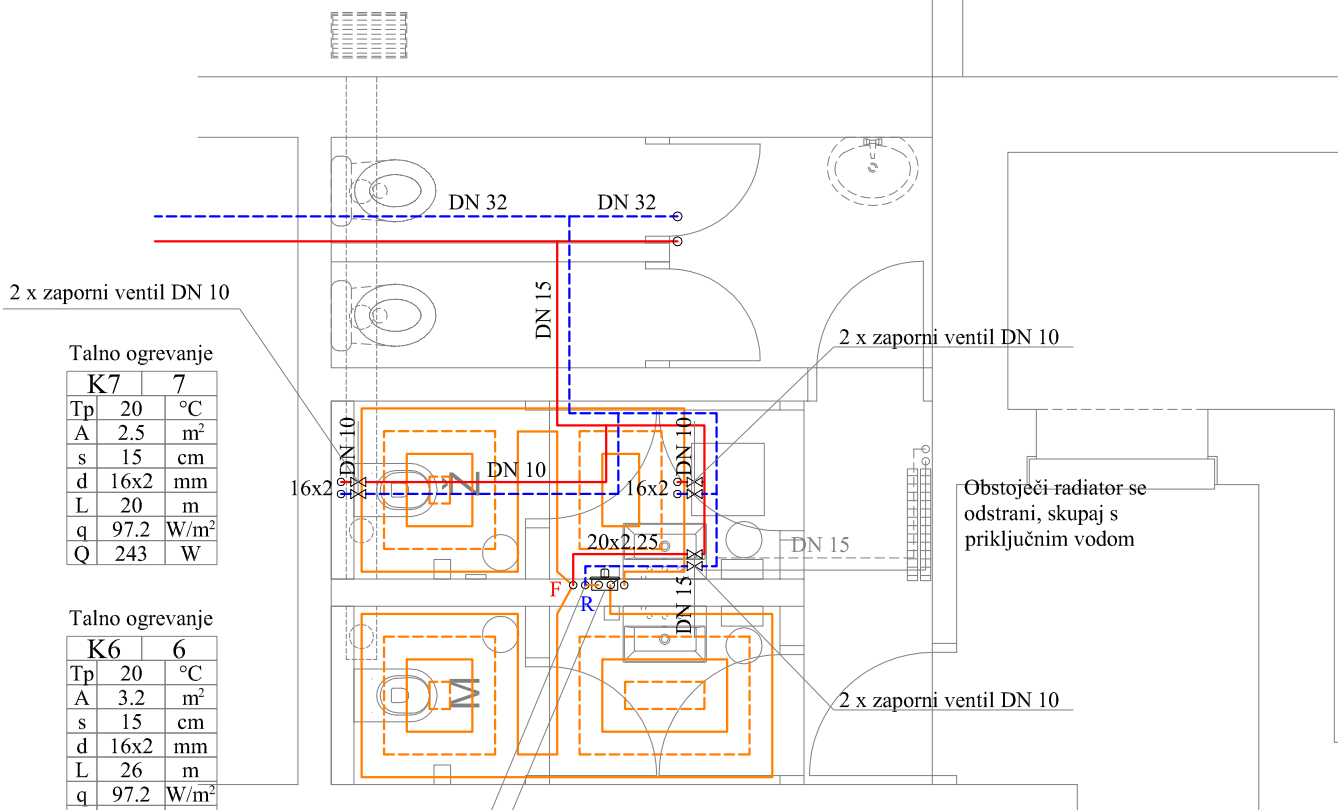 DN 32
DN 32
2 x zaporni ventil DN 10
DN 15
2 x zaporni ventil DN 10
Talno ogrevanje
K7 7
Tp 20 °C
A 2.5 m²
s 15 cm
d 16x2 mm
L 20 m
q 97.2 W/m²
Q 243 W
DN 10
DN 10
DN 10
Ž
16x2
16x2
Obstoječi radiator se
odstrani, skupaj s
priključnim vodom
20x2.25
DN 15
F
R
DN 15
Talno ogrevanje
K6 6
Tp 20 °C
A 3.2 m²
s 15 cm
d 16x2 mm
L 26 m
q 97.2 W/m²
M
2 x zaporni ventil DN 10